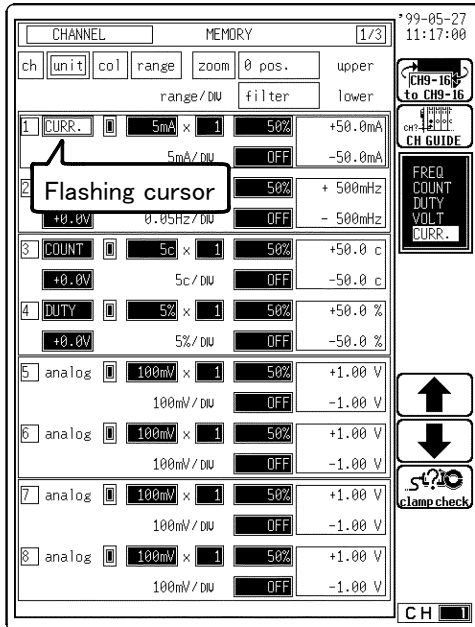 '99-05-27
11:17:00
CHANNEL MEMORY 1/3
ch unit col range zoom 0 pos. upper
range/DIV filter lower
1 CURR. 5mA × 1 50% +50.0mA
5mA/DIV OFF -50.0mA
Flashing cursor
2 50% + 500mHz
+0.0V 0.05Hz/DIV OFF - 500mHz
3 COUNT 5c × 1 50% +50.0 c
+0.0V 5c/DIV OFF -50.0 c
4 DUTY 5% × 1 50% +50.0 %
+0.0V 5%/DIV OFF -50.0 %
5 analog 100mV × 1 50% +1.00 V
100mV/DIV OFF -1.00 V
6 analog 100mV × 1 50% +1.00 V
100mV/DIV OFF -1.00 V
7 analog 100mV × 1 50% +1.00 V
100mV/DIV OFF -1.00 V
8 analog 100mV × 1 50% +1.00 V
100mV/DIV OFF -1.00 V
CH9-16
to CH9-16
CH?
CH GUIDE
FREQ
COUNT
DUTY
VOLT
CURR.
clamp check
CH 1